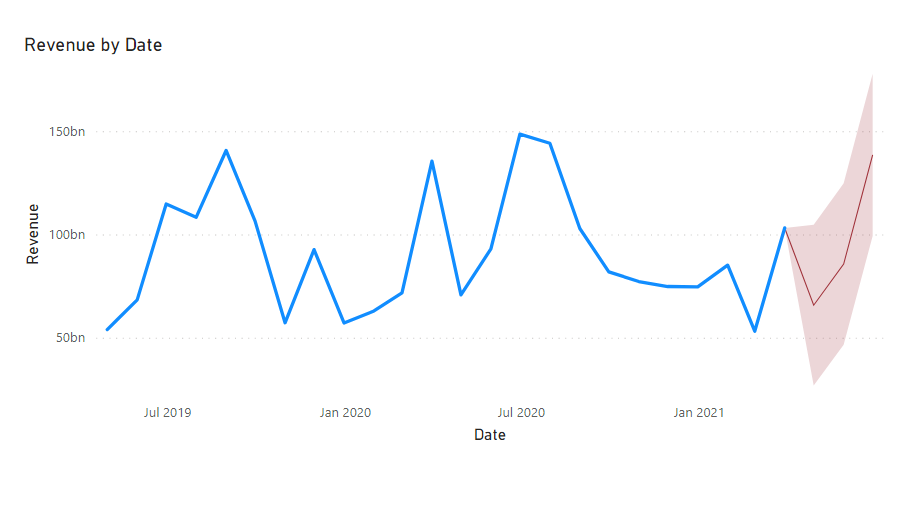 Revenue by Date
150bn
100bn
50bn
Revenue
Jul 2019 Jan 2020 Jul 2020 Jan 2021
Date